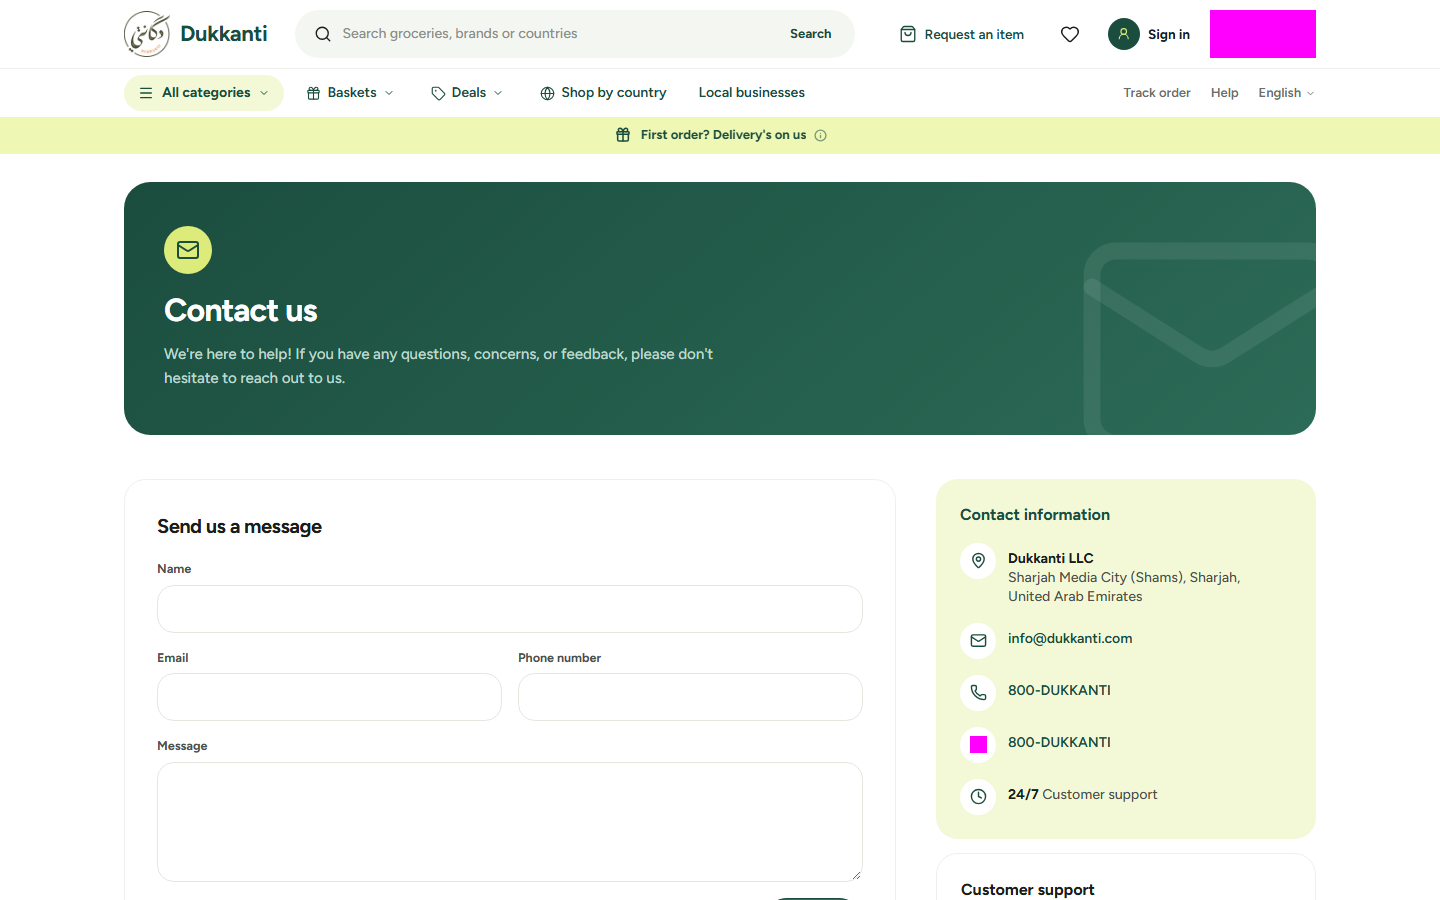 دكانتي
Dukkanti
Search groceries, brands or countries
Search
Request an item
Sign in
All categories
Baskets
Deals
Shop by country
Local businesses
Track order
Help
English
First order? Delivery's on us
Contact us
We're here to help! If you have any questions, concerns, or feedback, please don't
hesitate to reach out to us.
Send us a message
Name
Email
Phone number
Message
Contact information
Dukkanti LLC
Sharjah Media City (Shams), Sharjah,
United Arab Emirates
info@dukkanti.com
800-DUKKANTI
800-DUKKANTI
24/7 Customer support
Customer support